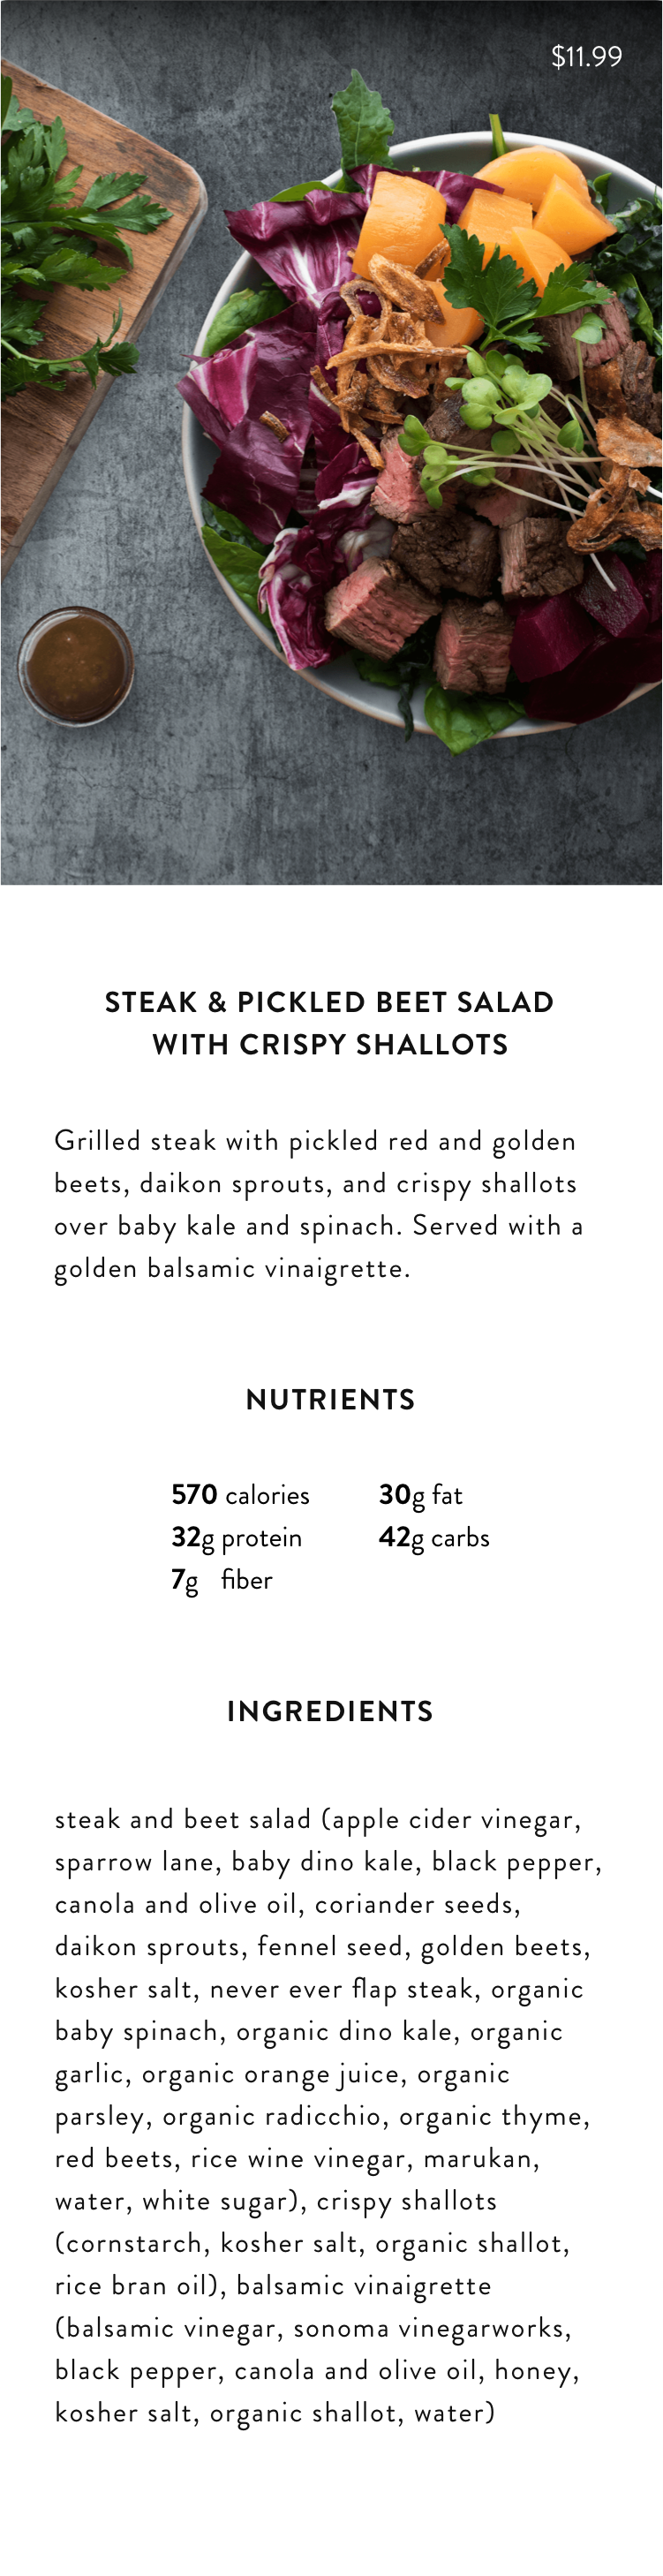 $11.99
STEAK & PICKLED BEET SALAD
WITH CRISPY SHALLOTS
Grilled steak with pickled red and golden
beets, daikon sprouts, and crispy shallots
over baby kale and spinach. Served with a
golden balsamic vinaigrette.
NUTRIENTS
570 calories 30g fat
32g protein 42g carbs
7g fiber
INGREDIENTS
steak and beet salad (apple cider vinegar,
sparrow lane, baby dino kale, black pepper,
canola and olive oil, coriander seeds,
daikon sprouts, fennel seed, golden beets,
kosher salt, never ever flap steak, organic
baby spinach, organic dino kale, organic
garlic, organic orange juice, organic
parsley, organic radicchio, organic thyme,
red beets, rice wine vinegar, marukan,
water, white sugar), crispy shallots
(cornstarch, kosher salt, organic shallot,
rice bran oil), balsamic vinaigrette
(balsamic vinegar, sonoma vinegarworks,
black pepper, canola and olive oil, honey,
kosher salt, organic shallot, water)